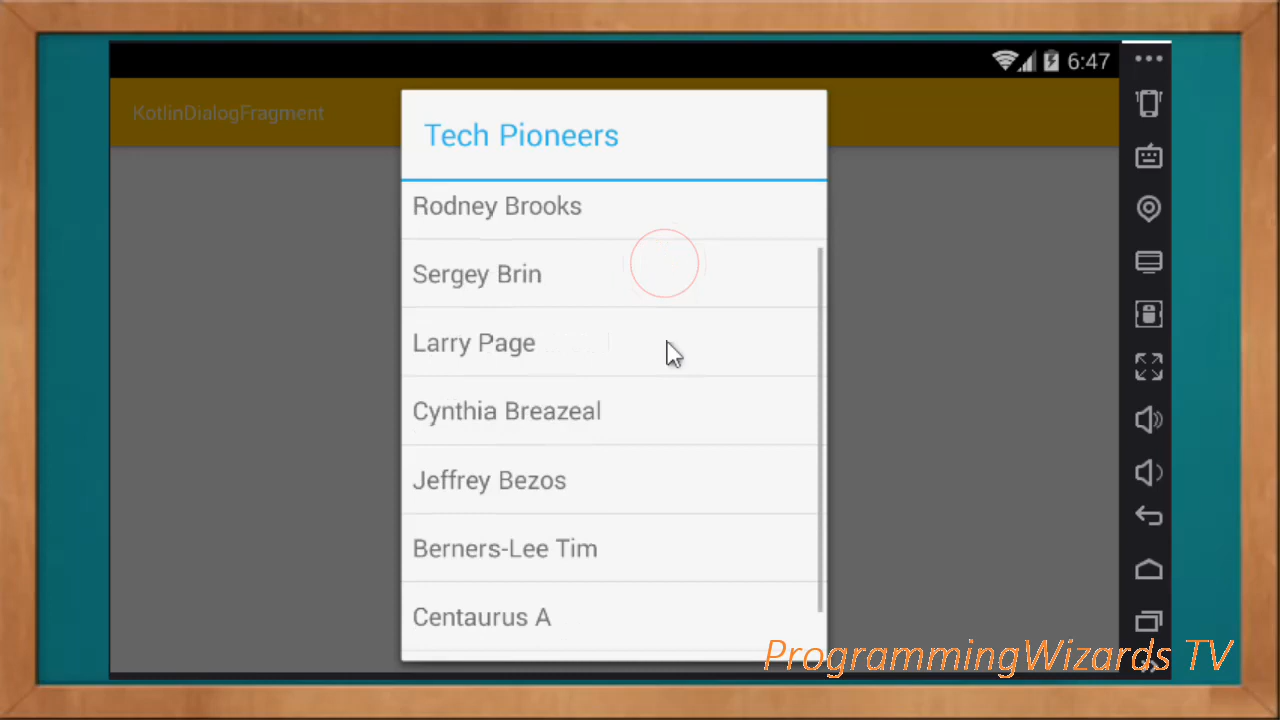 6:47
KotlinDialogFragment
Tech Pioneers
Rodney Brooks
Sergey Brin
Larry Page
Cynthia Breazeal
Jeffrey Bezos
Berners-Lee Tim
Centaurus A
ProgrammingWizards TV